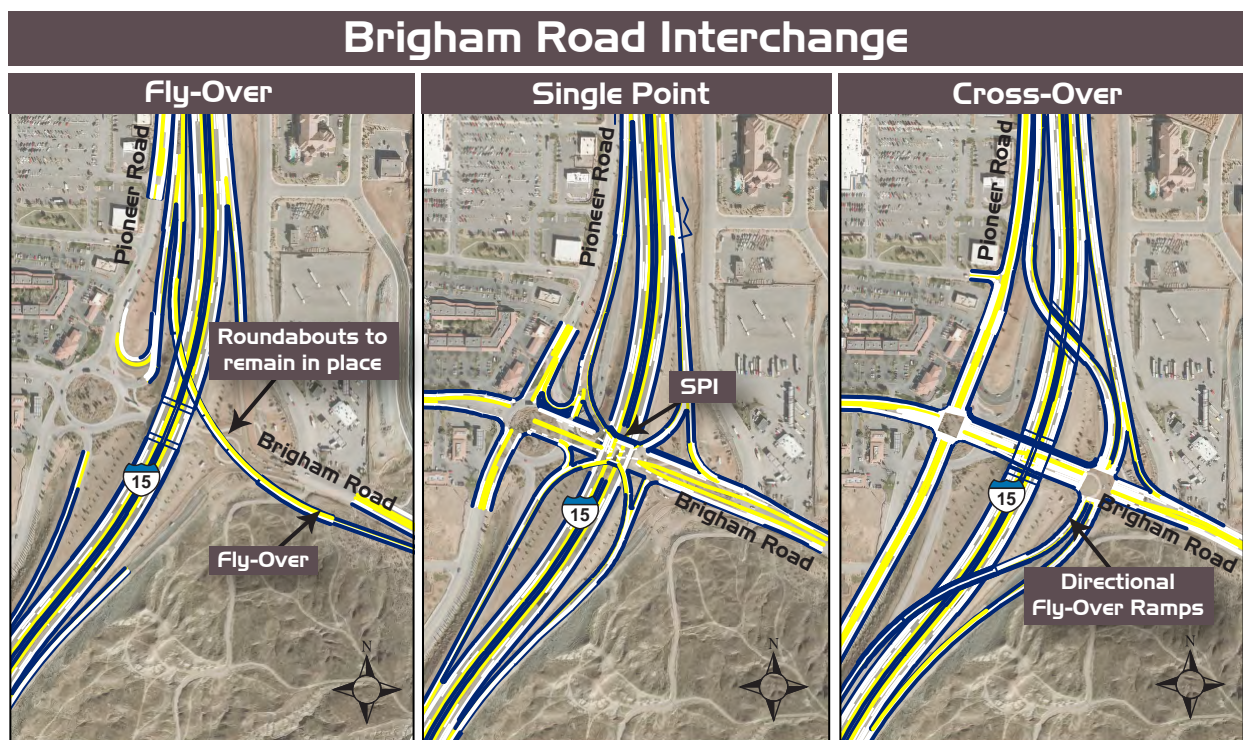 Brigham Road Interchange
Fly-Over
Pioneer Road
Roundabouts to
remain in place
Brigham Road
15
Fly-Over
N
Single Point
Pioneer Road
SPI
15
Brigham Road
N
Cross-Over
Pioneer Road
15
Brigham Road
Directional
Fly-Over Ramps
N